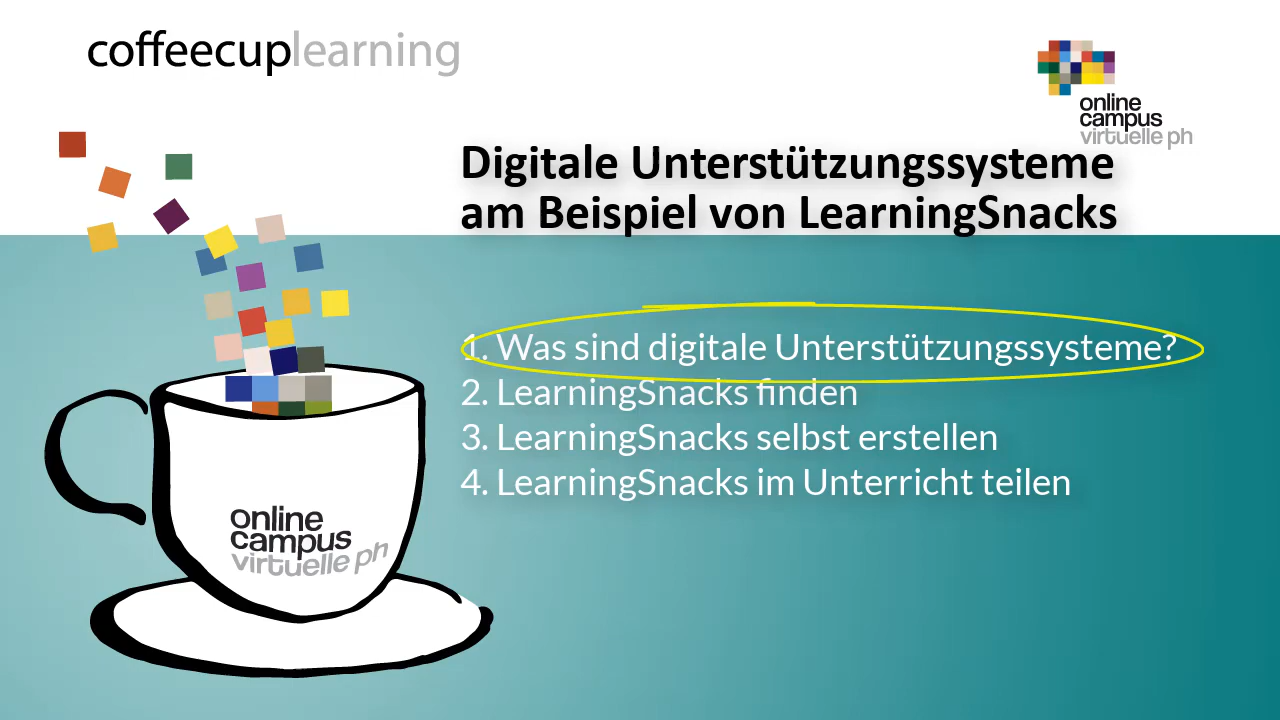 coffeecuplearning
online
campus
virtuelle ph
Digitale Unterstützungssysteme
am Beispiel von LearningSnacks
1. Was sind digitale Unterstützungssysteme?
2. LearningSnacks finden
3. LearningSnacks selbst erstellen
4. LearningSnacks im Unterricht teilen
online
campus
virtuelle ph